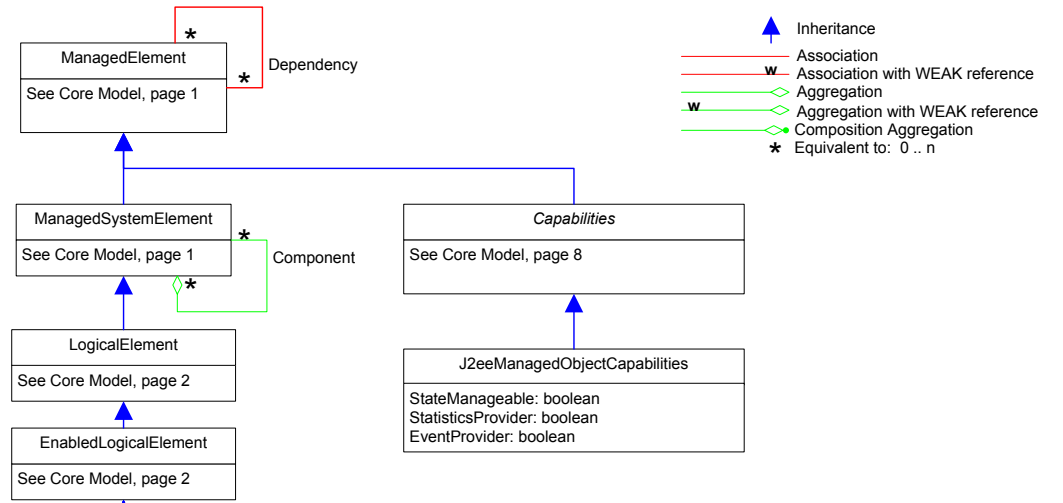 ManagedElement
See Core Model, page 1
*
*
Dependency
Inheritance
Association
w
Association with WEAK reference
Aggregation
w
Aggregation with WEAK reference
Composition Aggregation
* Equivalent to: 0 .. n
ManagedSystemElement
See Core Model, page 1
*
*
Component
Capabilities
See Core Model, page 8
LogicalElement
See Core Model, page 2
J2eeManagedObjectCapabilities
StateManageable: boolean
StatisticsProvider: boolean
EventProvider: boolean
EnabledLogicalElement
See Core Model, page 2